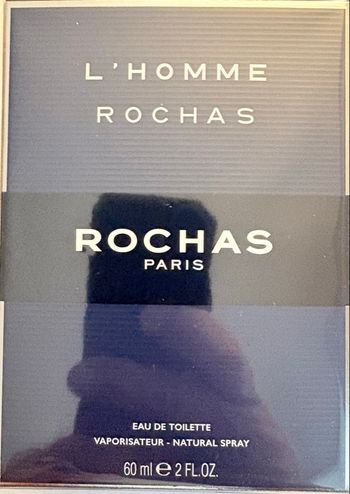 L'HOMME
ROCHAS
ROCHAS
PARIS
EAU DE TOILETTE
VAPORISATEUR - NATURAL SPRAY
60 ml ℮ 2 FL.OZ.